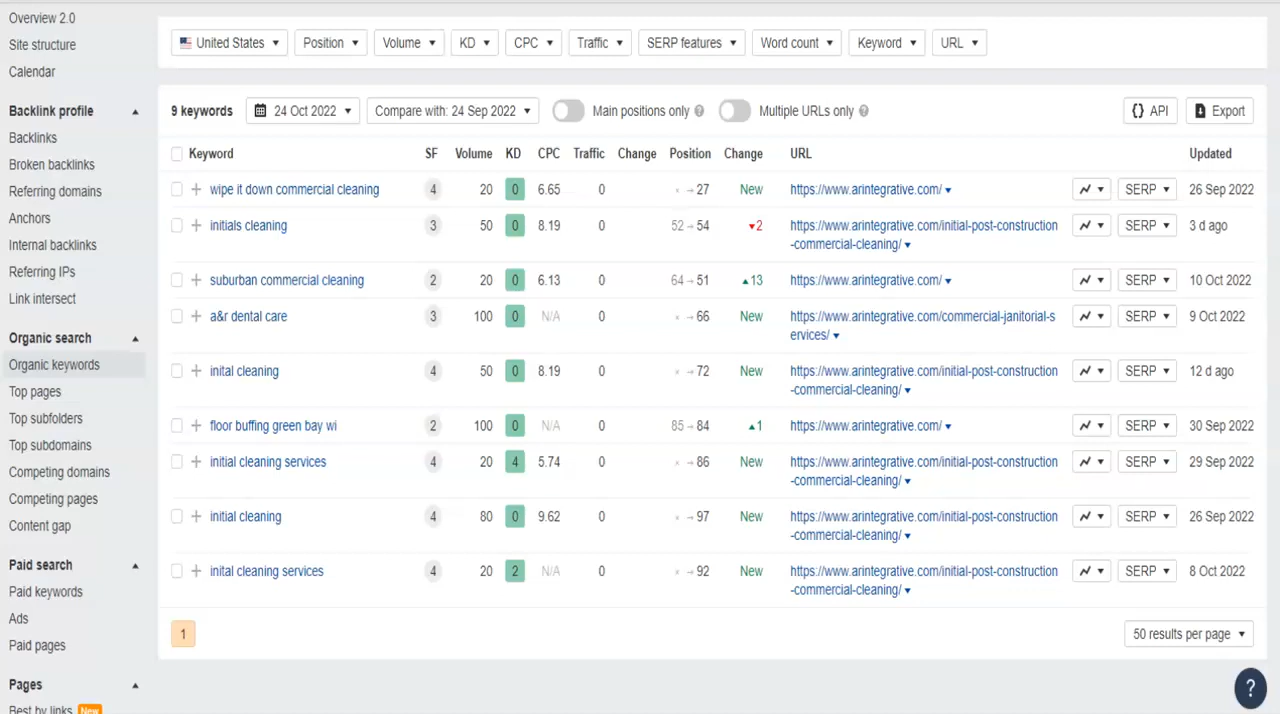 Overview 2.0
Site structure
Calendar
Backlink profile
Backlinks
Broken backlinks
Referring domains
Anchors
Internal backlinks
Referring IPs
Link intersect
Organic search
Organic keywords
Top pages
Top subfolders
Top subdomains
Competing domains
Competing pages
Content gap
Paid search
Paid keywords
Ads
Paid pages
Pages
Best by links New
United States Position Volume KD CPC Traffic SERP features Word count Keyword URL
9 keywords 24 Oct 2022 Compare with: 24 Sep 2022 Main positions only ? Multiple URLs only ? {} API Export
Keyword SF Volume KD CPC Traffic Change Position Change URL Updated
wipe it down commercial cleaning 4 20 0 6.65 0 × → 27 New https://www.arintegrative.com/ SERP 26 Sep 2022
initials cleaning 3 50 0 8.19 0 52 → 54 ▼2 https://www.arintegrative.com/initial-post-construction SERP 3 d ago
-commercial-cleaning/
suburban commercial cleaning 2 20 0 6.13 0 64 → 51 ▲13 https://www.arintegrative.com/ SERP 10 Oct 2022
a&r dental care 3 100 0 N/A 0 × → 66 New https://www.arintegrative.com/commercial-janitorial-s SERP 9 Oct 2022
ervices/
inital cleaning 4 50 0 8.19 0 × → 72 New https://www.arintegrative.com/initial-post-construction SERP 12 d ago
-commercial-cleaning/
floor buffing green bay wi 2 100 0 N/A 0 85 → 84 ▲1 https://www.arintegrative.com/ SERP 30 Sep 2022
initial cleaning services 4 20 4 5.74 0 × → 86 New https://www.arintegrative.com/initial-post-construction SERP 29 Sep 2022
-commercial-cleaning/
initial cleaning 4 80 0 9.62 0 × → 97 New https://www.arintegrative.com/initial-post-construction SERP 26 Sep 2022
-commercial-cleaning/
inital cleaning services 4 20 2 N/A 0 × → 92 New https://www.arintegrative.com/initial-post-construction SERP 8 Oct 2022
-commercial-cleaning/
1 50 results per page
?